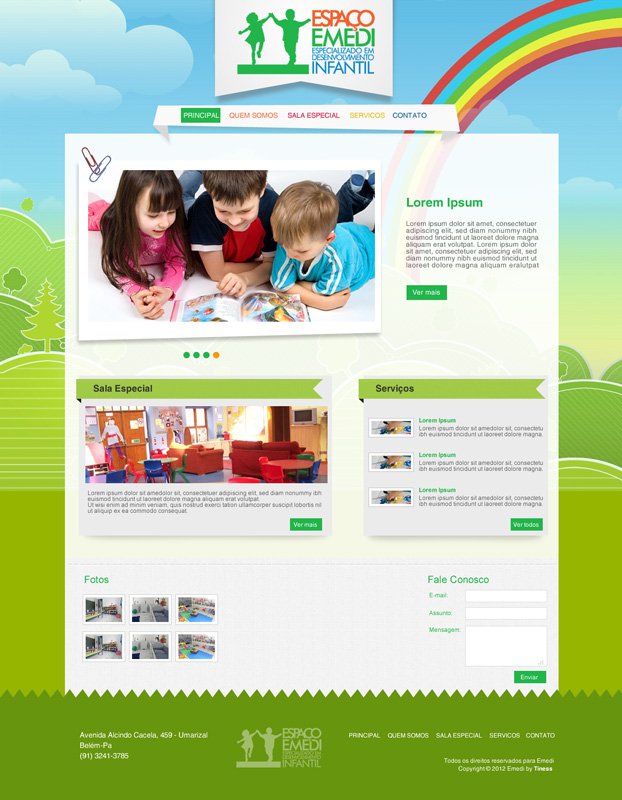 ESPAÇO
EMEDI
ESPECIALIZADO EM
DESENVOLVIMENTO
INFANTIL
PRINCIPAL QUEM SOMOS SALA ESPECIAL SERVICOS CONTATO
Lorem Ipsum
Lorem ipsum dolor sit amet, consectetuer
adipiscing elit, sed diam nonummy nibh
euismod tincidunt ut laoreet dolore magna
aliquam erat volutpat. Lorem ipsum dolor
sit amet, consectetuer adipiscing elit,
sed diam nonummy nibh euismod tincidunt ut
laoreet dolore magna aliquam eratulpat
Ver mais
Sala Especial
Lorem ipsum dolor sit amedolor sit, consectetuer adipiscing elit, sed diam nonummy ibh
euismod tincidunt ut laoreet dolore magna aliquam erat volutpat.
Ut wisi enim ad minim veniam, quis nostrud exerci tation ullamcorper suscipit lobortis nil
ut aliquip ex ea commodo consequat.
Ver mais
Serviços
Lorem ipsum
Lorem ipsum dolor sit amedolor sit, consectetu
ibh euismod tincidunt ut laoreet dolore magna.
Lorem ipsum
Lorem ipsum dolor sit amedolor sit, consectetu
ibh euismod tincidunt ut laoreet dolore magna.
Lorem ipsum
Lorem ipsum dolor sit amedolor sit, consectetu
ibh euismod tincidunt ut laoreet dolore magna.
Ver todos
Fotos
Fale Conosco
E-mail:
Assunto:
Mensagem:
Enviar
Avenida Alcindo Cacela, 459 - Umarizal
Belém-Pa
(91) 3241-3785
ESPAÇO
EMEDI
ESPECIALIZADO EM
DESENVOLVIMENTO
INFANTIL
PRINCIPAL QUEM SOMOS SALA ESPECIAL SERVICOS CONTATO
Todos os direitos reservados para Emedi
Copyright © 2012 Emedi by Tiness